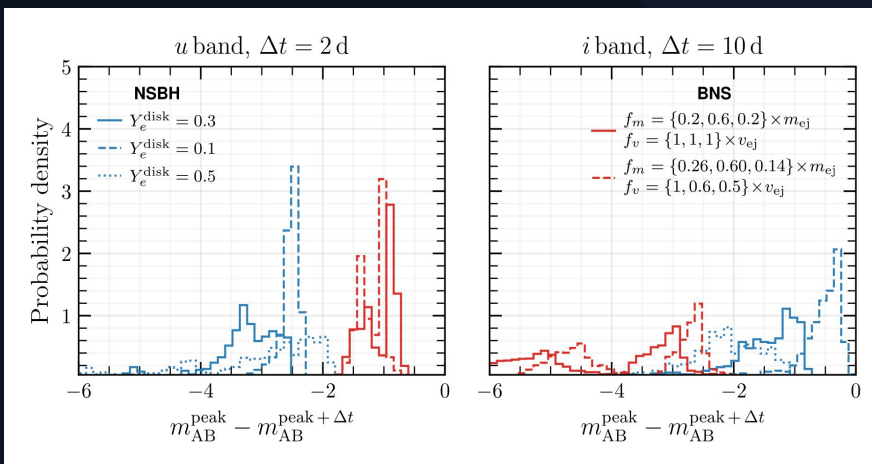 u band, Δt = 2 d
i band, Δt = 10 d
Probability density
5
4
3
2
1
NSBH
Y_e^disk = 0.3
Y_e^disk = 0.1
Y_e^disk = 0.5
−6
−4
−2
0
m_AB^peak − m_AB^peak + Δt
BNS
f_m = {0.2, 0.6, 0.2} × m_ej
f_v = {1, 1, 1} × v_ej
f_m = {0.26, 0.60, 0.14} × m_ej
f_v = {1, 0.6, 0.5} × v_ej
−6
−4
−2
0
m_AB^peak − m_AB^peak + Δt